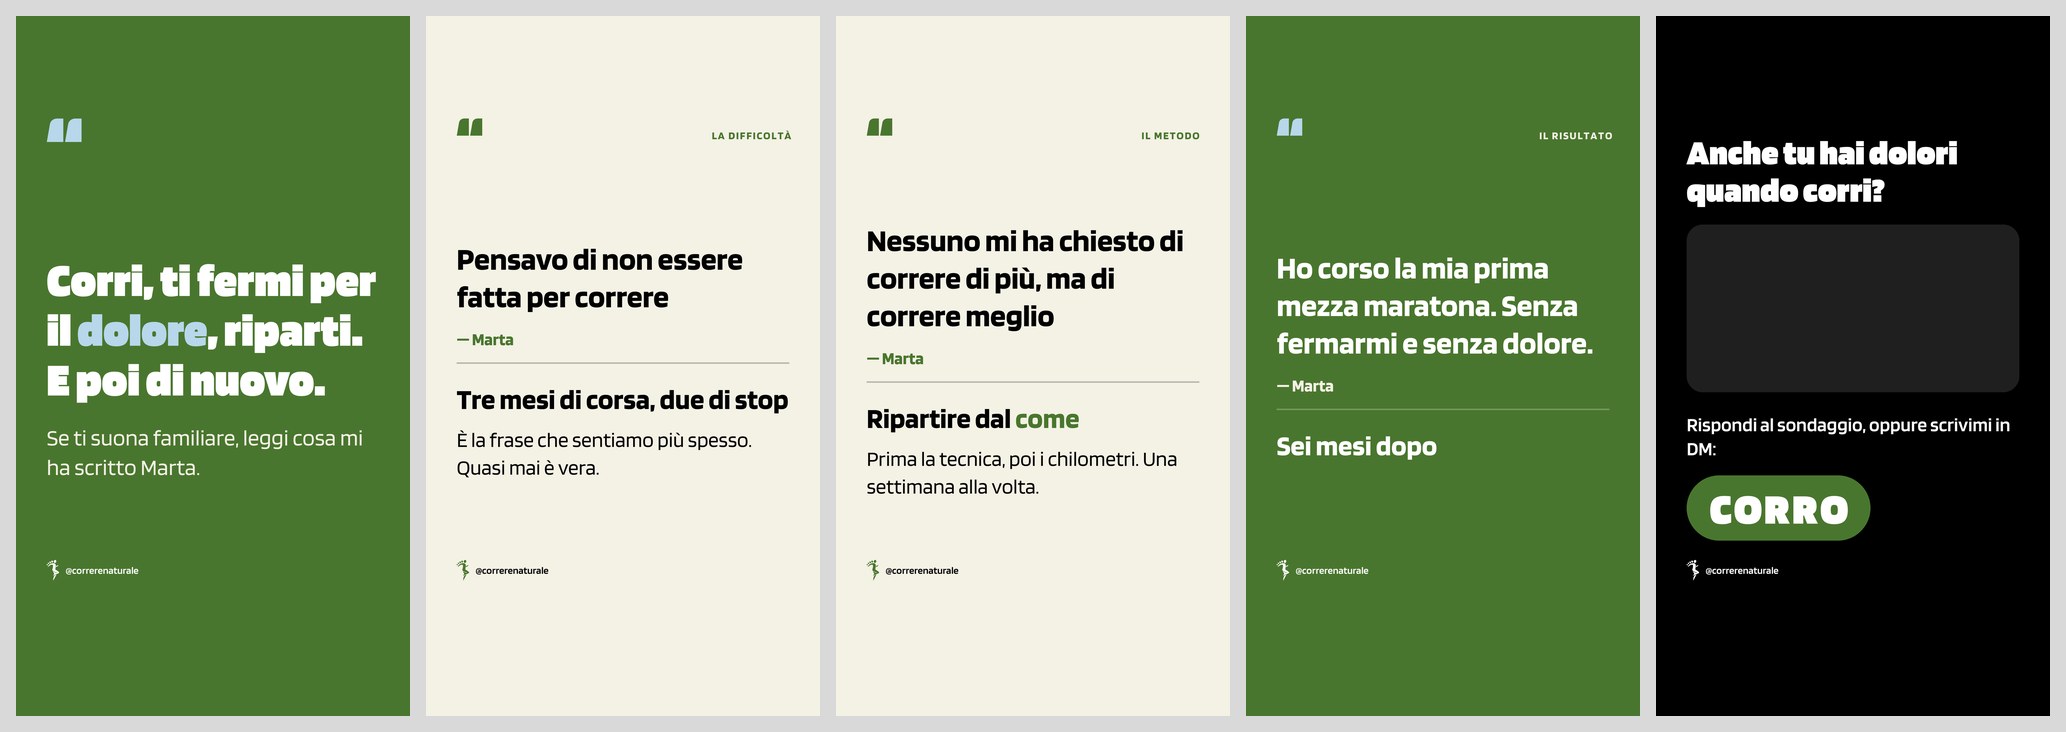 “
Corri, ti fermi per
il dolore, riparti.
E poi di nuovo.
Se ti suona familiare, leggi cosa mi
ha scritto Marta.
@correrenaturale
“
LA DIFFICOLTÀ
Pensavo di non essere
fatta per correre
— Marta
Tre mesi di corsa, due di stop
È la frase che sentiamo più spesso.
Quasi mai è vera.
@correrenaturale
“
IL METODO
Nessuno mi ha chiesto di
correre di più, ma di
correre meglio
— Marta
Ripartire dal come
Prima la tecnica, poi i chilometri. Una
settimana alla volta.
@correrenaturale
“
IL RISULTATO
Ho corso la mia prima
mezza maratona. Senza
fermarmi e senza dolore.
— Marta
Sei mesi dopo
@correrenaturale
Anche tu hai dolori
quando corri?
Rispondi al sondaggio, oppure scrivimi in
DM:
CORRO
@correrenaturale